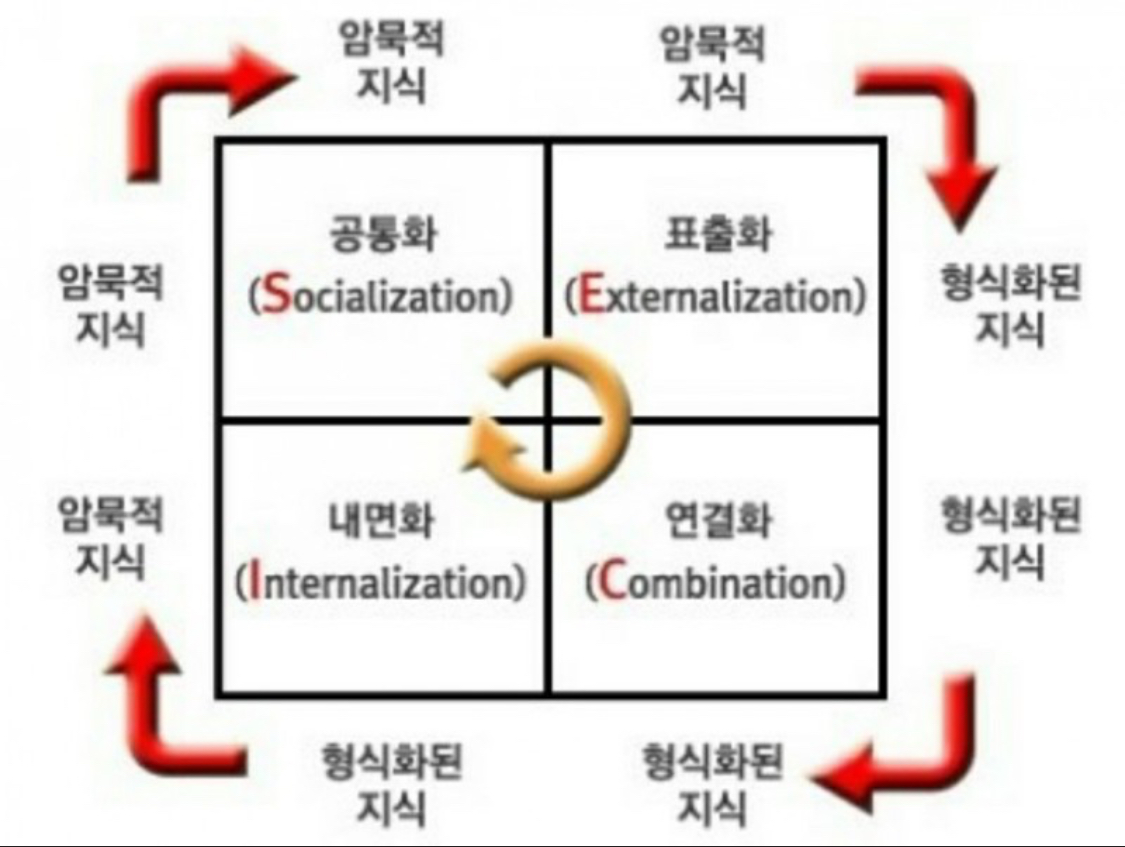 암묵적
지식
암묵적
지식
공통화
(Socialization)
표출화
(Externalization)
암묵적
지식
형식화된
지식
암묵적
지식
형식화된
지식
내면화
(Internalization)
연결화
(Combination)
형식화된
지식
형식화된
지식